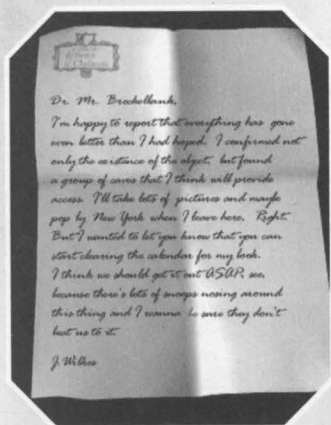 Dr. Mr. Brockelbank,
I'm happy to report that everything has gone
even better than I had hoped. I confirmed not
only the existance of the object, but found
a group of caves that I think will provide
access. I'll take lots of pictures and maybe
pop by New York when I leave here. Right.
But I wanted to let you know that you can
start clearing the calendar for my book.
I think we should get it out ASAP, see,
because there's lots of snoops nosing around
this thing and I wanna be sure they don't
beat us to it.
J. Wilkes